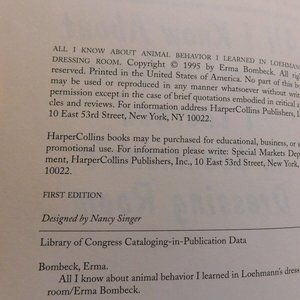 ALL I KNOW ABOUT ANIMAL BEHAVIOR I LEARNED IN LOEHMANN'S
DRESSING ROOM. Copyright © 1995 by Erma Bombeck. All rig
reserved. Printed in the United States of America. No part of this b
may be used or reproduced in any manner whatsoever without wri
permission except in the case of brief quotations embodied in critical a
cles and reviews. For information address HarperCollins Publishers, I
10 East 53rd Street, New York, NY 10022.
HarperCollins books may be purchased for educational, business, or s
promotional use. For information please write: Special Markets Dep
ment, HarperCollins Publishers, Inc., 10 East 53rd Street, New York,
10022.
FIRST EDITION
Designed by Nancy Singer
Library of Congress Cataloging-in-Publication Data
Bombeck, Erma.
All I know about animal behavior I learned in Loehmann's dres
room/Erma Bombeck.